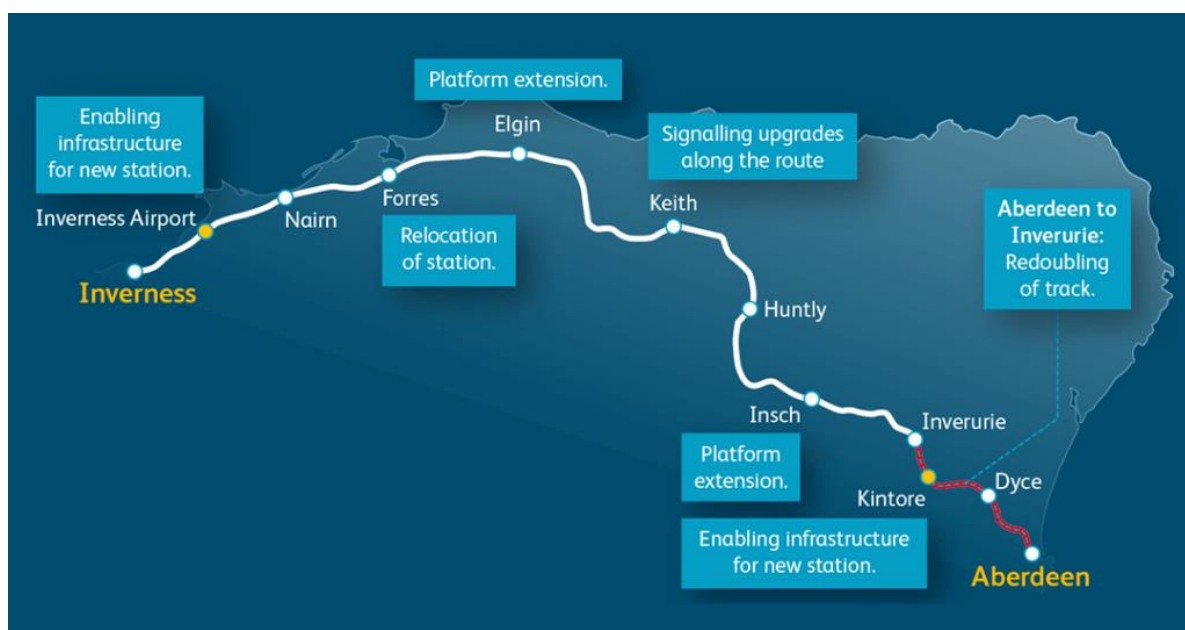 Platform extension.
Enabling
infrastructure
for new station.
Elgin
Signalling upgrades
along the route
Inverness Airport
Nairn
Forres
Keith
Aberdeen to
Inverurie:
Redoubling
of track.
Relocation
of station.
Inverness
Huntly
Insch
Inverurie
Platform
extension.
Kintore
Dyce
Enabling infrastructure
for new station.
Aberdeen